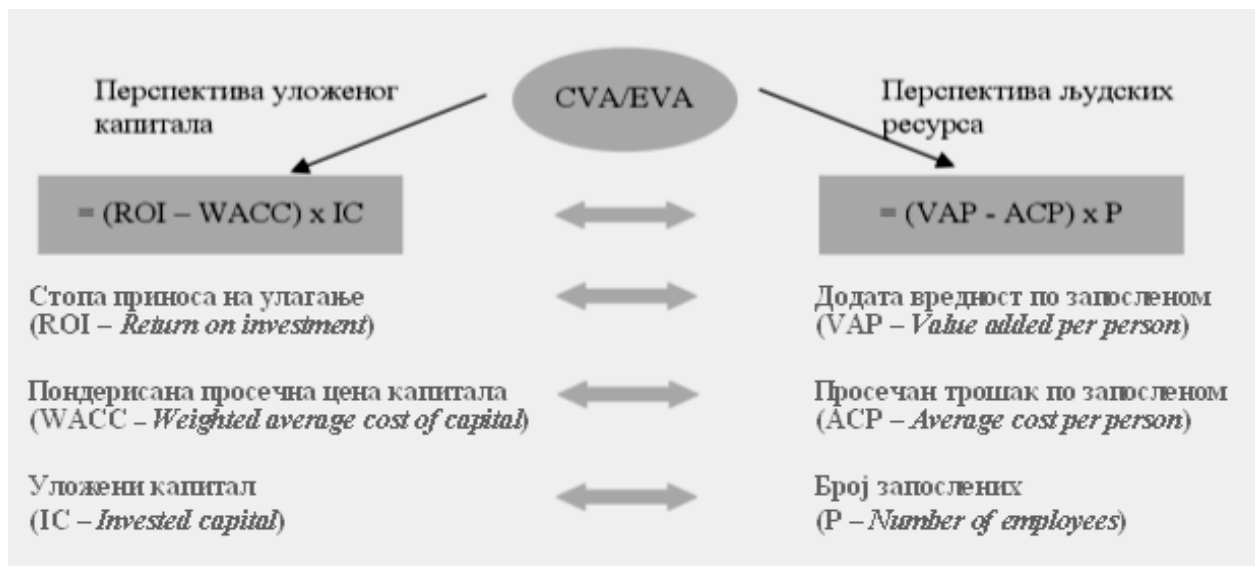 Перспектива уложеног
капитала
CVA/EVA
Перспектива људских
ресурса
= (ROI – WACC) x IC
= (VAP - ACP) x P
Стопа приноса на улагање
(ROI – Return on investment)
Додата вредност по запосленом
(VAP – Value added per person)
Пондерисана просечна цена капитала
(WACC – Weighted average cost of capital)
Просечан трошак по запосленом
(ACP – Average cost per person)
Уложени капитал
(IC – Invested capital)
Број запослених
(P – Number of employees)